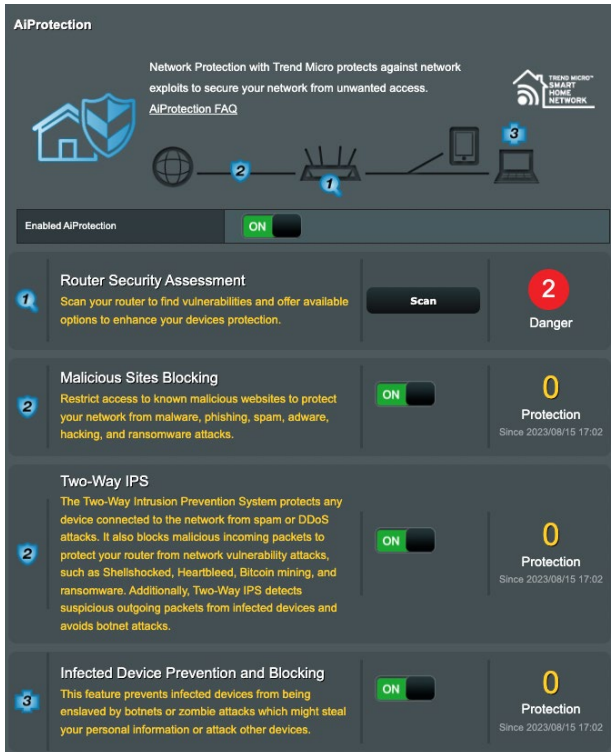 AiProtection
Network Protection with Trend Micro protects against network
exploits to secure your network from unwanted access.
AiProtection FAQ
TREND MICRO™
SMART
HOME
NETWORK
3
2
1
Enabled AiProtection
ON
1
Router Security Assessment
Scan your router to find vulnerabilities and offer available
options to enhance your devices protection.
Scan
2
Danger
2
Malicious Sites Blocking
Restrict access to known malicious websites to protect
your network from malware, phishing, spam, adware,
hacking, and ransomware attacks.
ON
0
Protection
Since 2023/08/15 17:02
2
Two-Way IPS
The Two-Way Intrusion Prevention System protects any
device connected to the network from spam or DDoS
attacks. It also blocks malicious incoming packets to
protect your router from network vulnerability attacks,
such as Shellshocked, Heartbleed, Bitcoin mining, and
ransomware. Additionally, Two-Way IPS detects
suspicious outgoing packets from infected devices and
avoids botnet attacks.
ON
0
Protection
Since 2023/08/15 17:02
3
Infected Device Prevention and Blocking
This feature prevents infected devices from being
enslaved by botnets or zombie attacks which might steal
your personal information or attack other devices.
ON
0
Protection
Since 2023/08/15 17:02